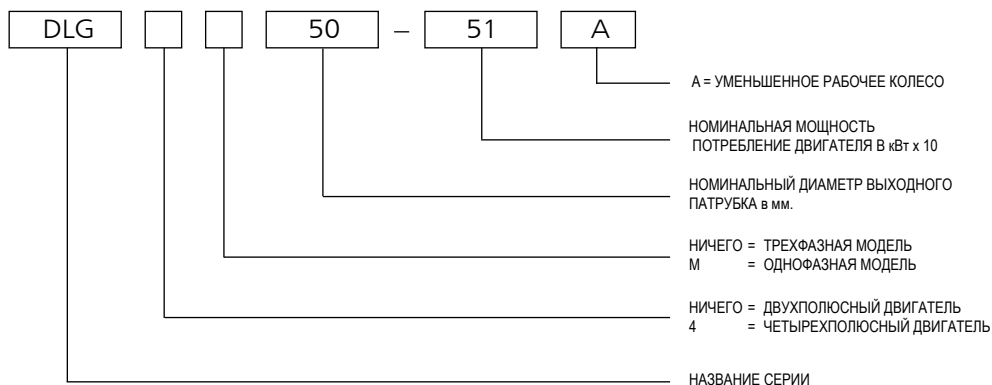 DLG 50 – 51 A
A = УМЕНЬШЕННОЕ РАБОЧЕЕ КОЛЕСО
НОМИНАЛЬНАЯ МОЩНОСТЬ
ПОТРЕБЛЕНИЕ ДВИГАТЕЛЯ В кВт x 10
НОМИНАЛЬНЫЙ ДИАМЕТР ВЫХОДНОГО
ПАТРУБКА в мм.
НИЧЕГО = ТРЕХФАЗНАЯ МОДЕЛЬ
M = ОДНОФАЗНАЯ МОДЕЛЬ
НИЧЕГО = ДВУХПОЛЮСНЫЙ ДВИГАТЕЛЬ
4 = ЧЕТЫРЕХПОЛЮСНЫЙ ДВИГАТЕЛЬ
НАЗВАНИЕ СЕРИИ